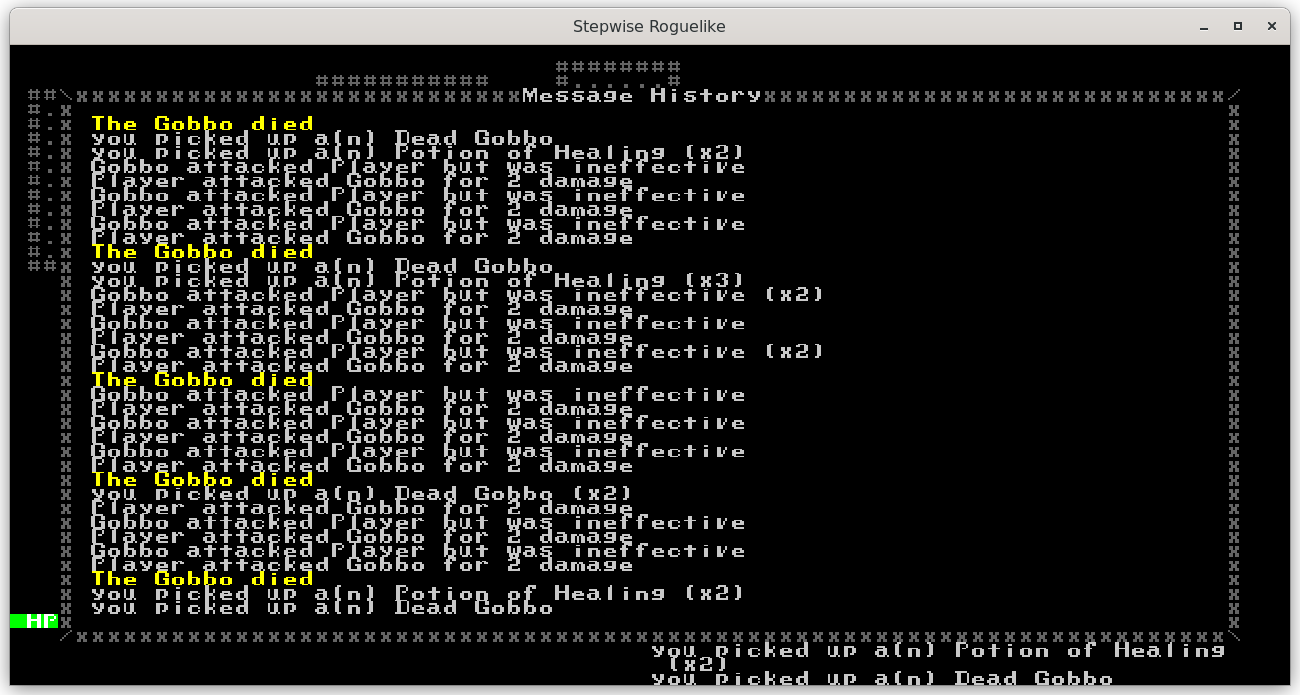 Stepwise Roguelike
Message History
The Gobbo died
you picked up a(n) Dead Gobbo
you picked up a(n) Potion of Healing (x2)
Gobbo attacked Player but was ineffective
Player attacked Gobbo for 2 damage
Gobbo attacked Player but was ineffective
Player attacked Gobbo for 2 damage
Gobbo attacked Player but was ineffective
Player attacked Gobbo for 2 damage
The Gobbo died
you picked up a(n) Dead Gobbo
you picked up a(n) Potion of Healing (x3)
Gobbo attacked Player but was ineffective (x2)
Player attacked Gobbo for 2 damage
Gobbo attacked Player but was ineffective
Player attacked Gobbo for 2 damage
Gobbo attacked Player but was ineffective (x2)
Player attacked Gobbo for 2 damage
The Gobbo died
Gobbo attacked Player but was ineffective
Player attacked Gobbo for 2 damage
Gobbo attacked Player but was ineffective
Player attacked Gobbo for 2 damage
Gobbo attacked Player but was ineffective
Player attacked Gobbo for 2 damage
The Gobbo died
you picked up a(n) Dead Gobbo (x2)
Player attacked Gobbo for 2 damage
Gobbo attacked Player but was ineffective
Player attacked Gobbo for 2 damage
Gobbo attacked Player but was ineffective
Player attacked Gobbo for 2 damage
The Gobbo died
you picked up a(n) Potion of Healing (x2)
you picked up a(n) Dead Gobbo
HP
you picked up a(n) Potion of Healing
(x2)
you picked up a(n) Dead Gobbo